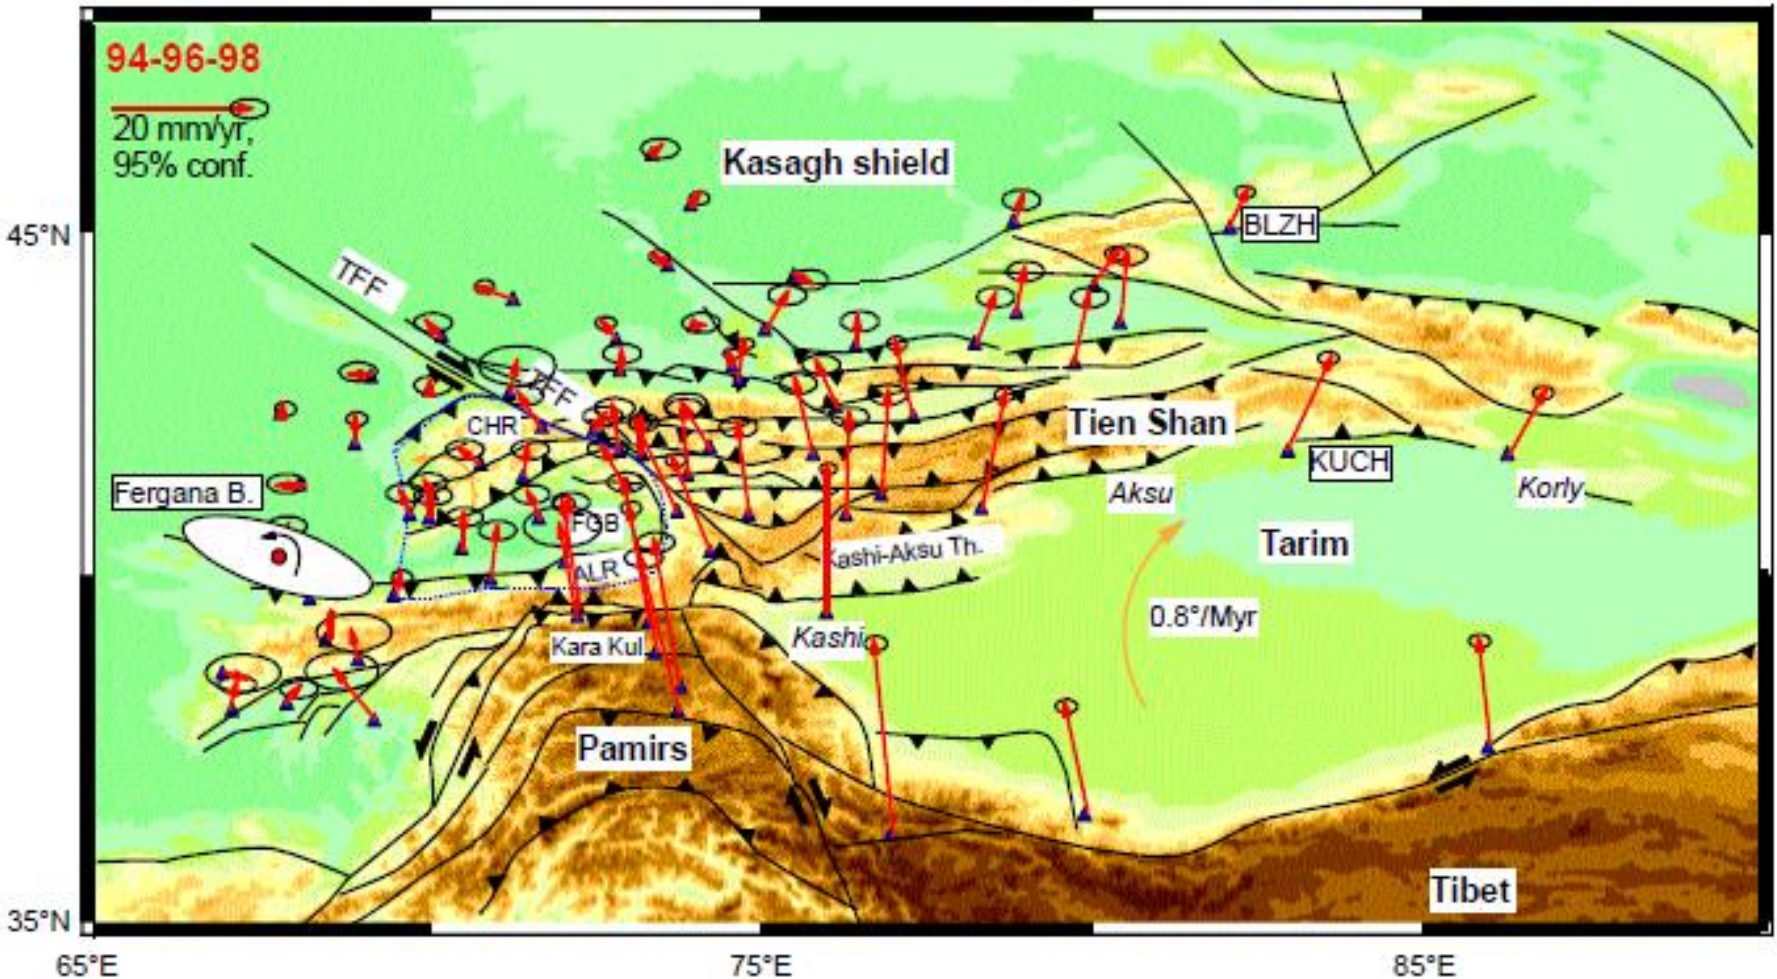 94-96-98
20 mm/yr,
95% conf.
Kasagh shield
45°N
BLZH
TFF
TFF
CHR
Tien Shan
KUCH
Fergana B.
Aksu
Korly
FGB
Tarim
Kashi-Aksu Th.
ALR
0.8°/Myr
Kashi
Kara Kul
Pamirs
Tibet
35°N
65°E
75°E
85°E